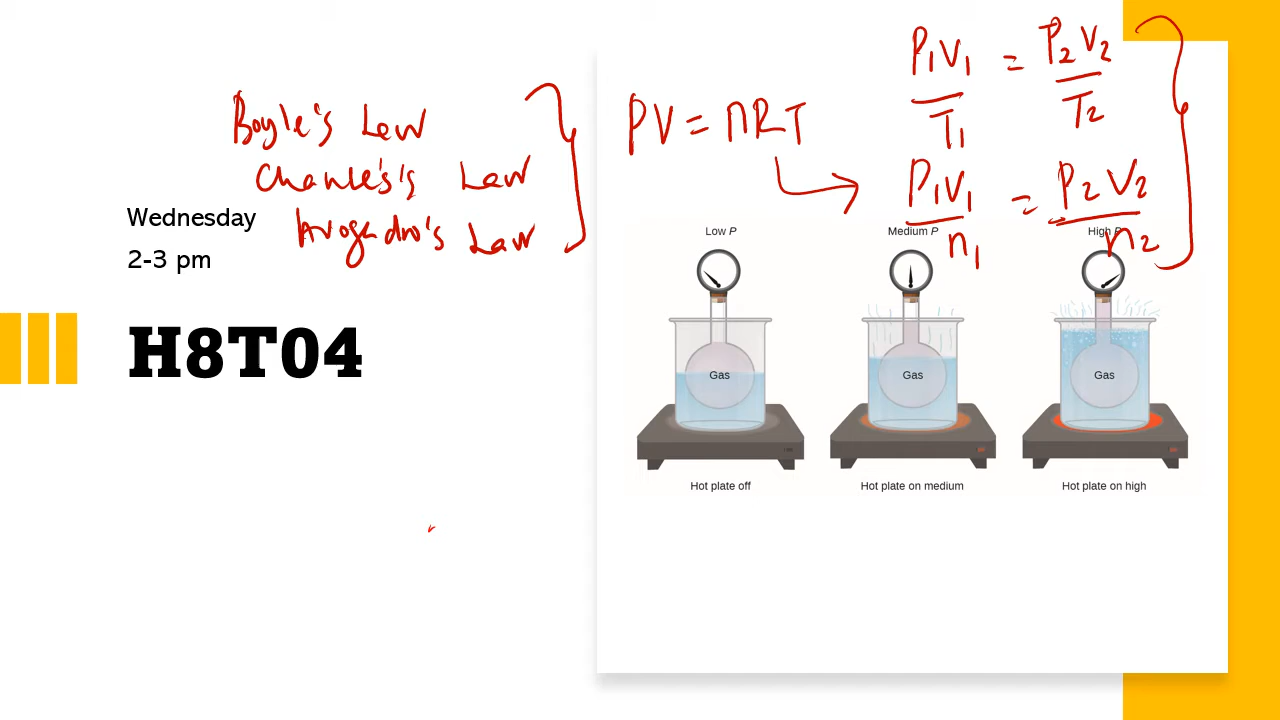 Boyle's Law
Charles's Law
Avogadro's Law
Wednesday
2-3 pm
H8T04
PV = nRT
P1V1/T1 = P2V2/T2
P1V1/n1 = P2V2/n2
Low P
Medium P
High P
Gas
Gas
Gas
Hot plate off
Hot plate on medium
Hot plate on high